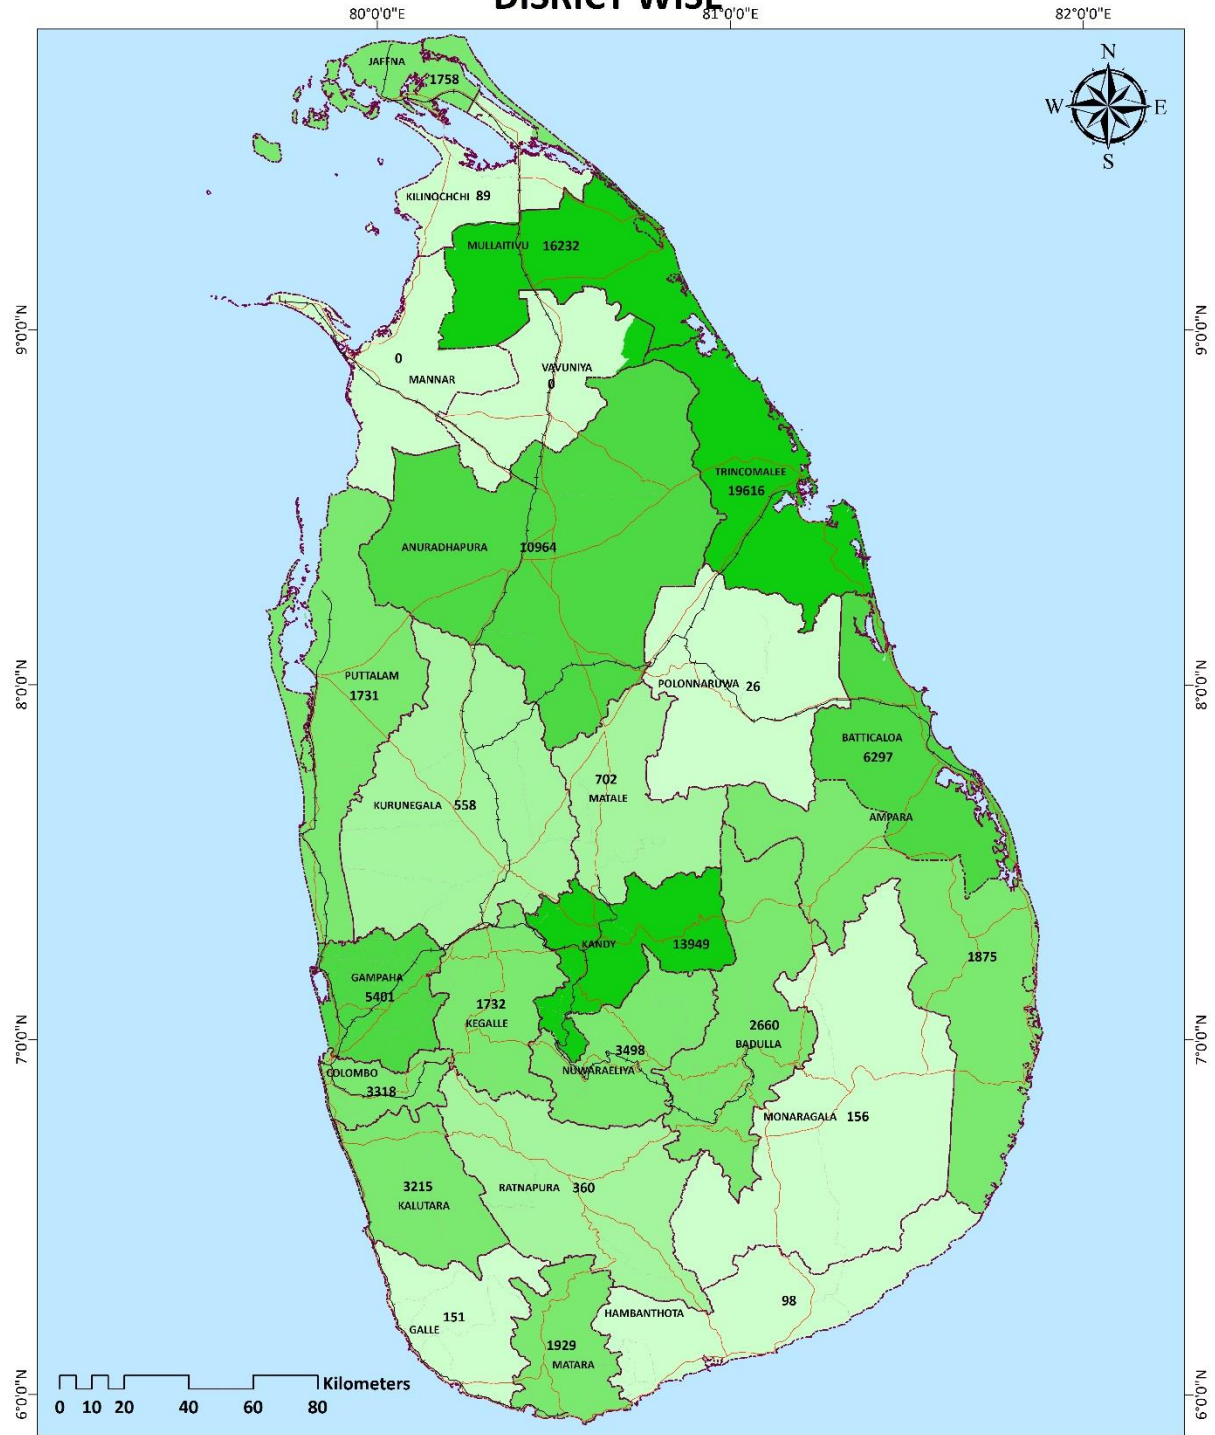 DISRICT WISE
80°0'0"E
81°0'0"E
82°0'0"E
N
W
E
S
JAFFNA
1758
KILINOCHCHI 89
MULLAITIVU 16232
9°0'0"N
9°0'0"N
0
MANNAR
VAVUNIYA
0
TRINCOMALEE
19616
ANURADHAPURA 10964
PUTTALAM
1731
8°0'0"N
8°0'0"N
POLONNARUWA 26
BATTICALOA
6297
702
MATALE
KURUNEGALA 558
AMPARA
KANDY 13949
1875
GAMPAHA
5401
1732
KEGALLE
2660
BADULLA
7°0'0"N
7°0'0"N
3498
NUWARAELIYA
COLOMBO
3318
MONARAGALA 156
3215
KALUTARA
RATNAPURA 360
98
HAMBANTHOTA
151
GALLE
1929
MATARA
6°0'0"N
6°0'0"N
Kilometers
0 10 20 40 60 80